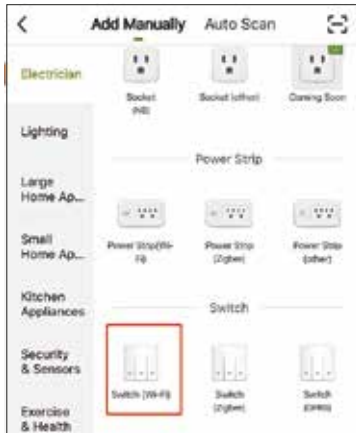 Add Manually Auto Scan
Electrician
Socket
(NB)
Socket (other)
Coming Soon
Lighting
Power Strip
Large
Home Ap...
Small
Home Ap...
Power Strip(Wi-
Fi)
Power Strip
(Zigbee)
Power Strip
(other)
Kitchen
Appliances
Switch
Security
& Sensors
Switch (Wi-Fi)
Switch
(Zigbee)
Switch
Exercise
& Health